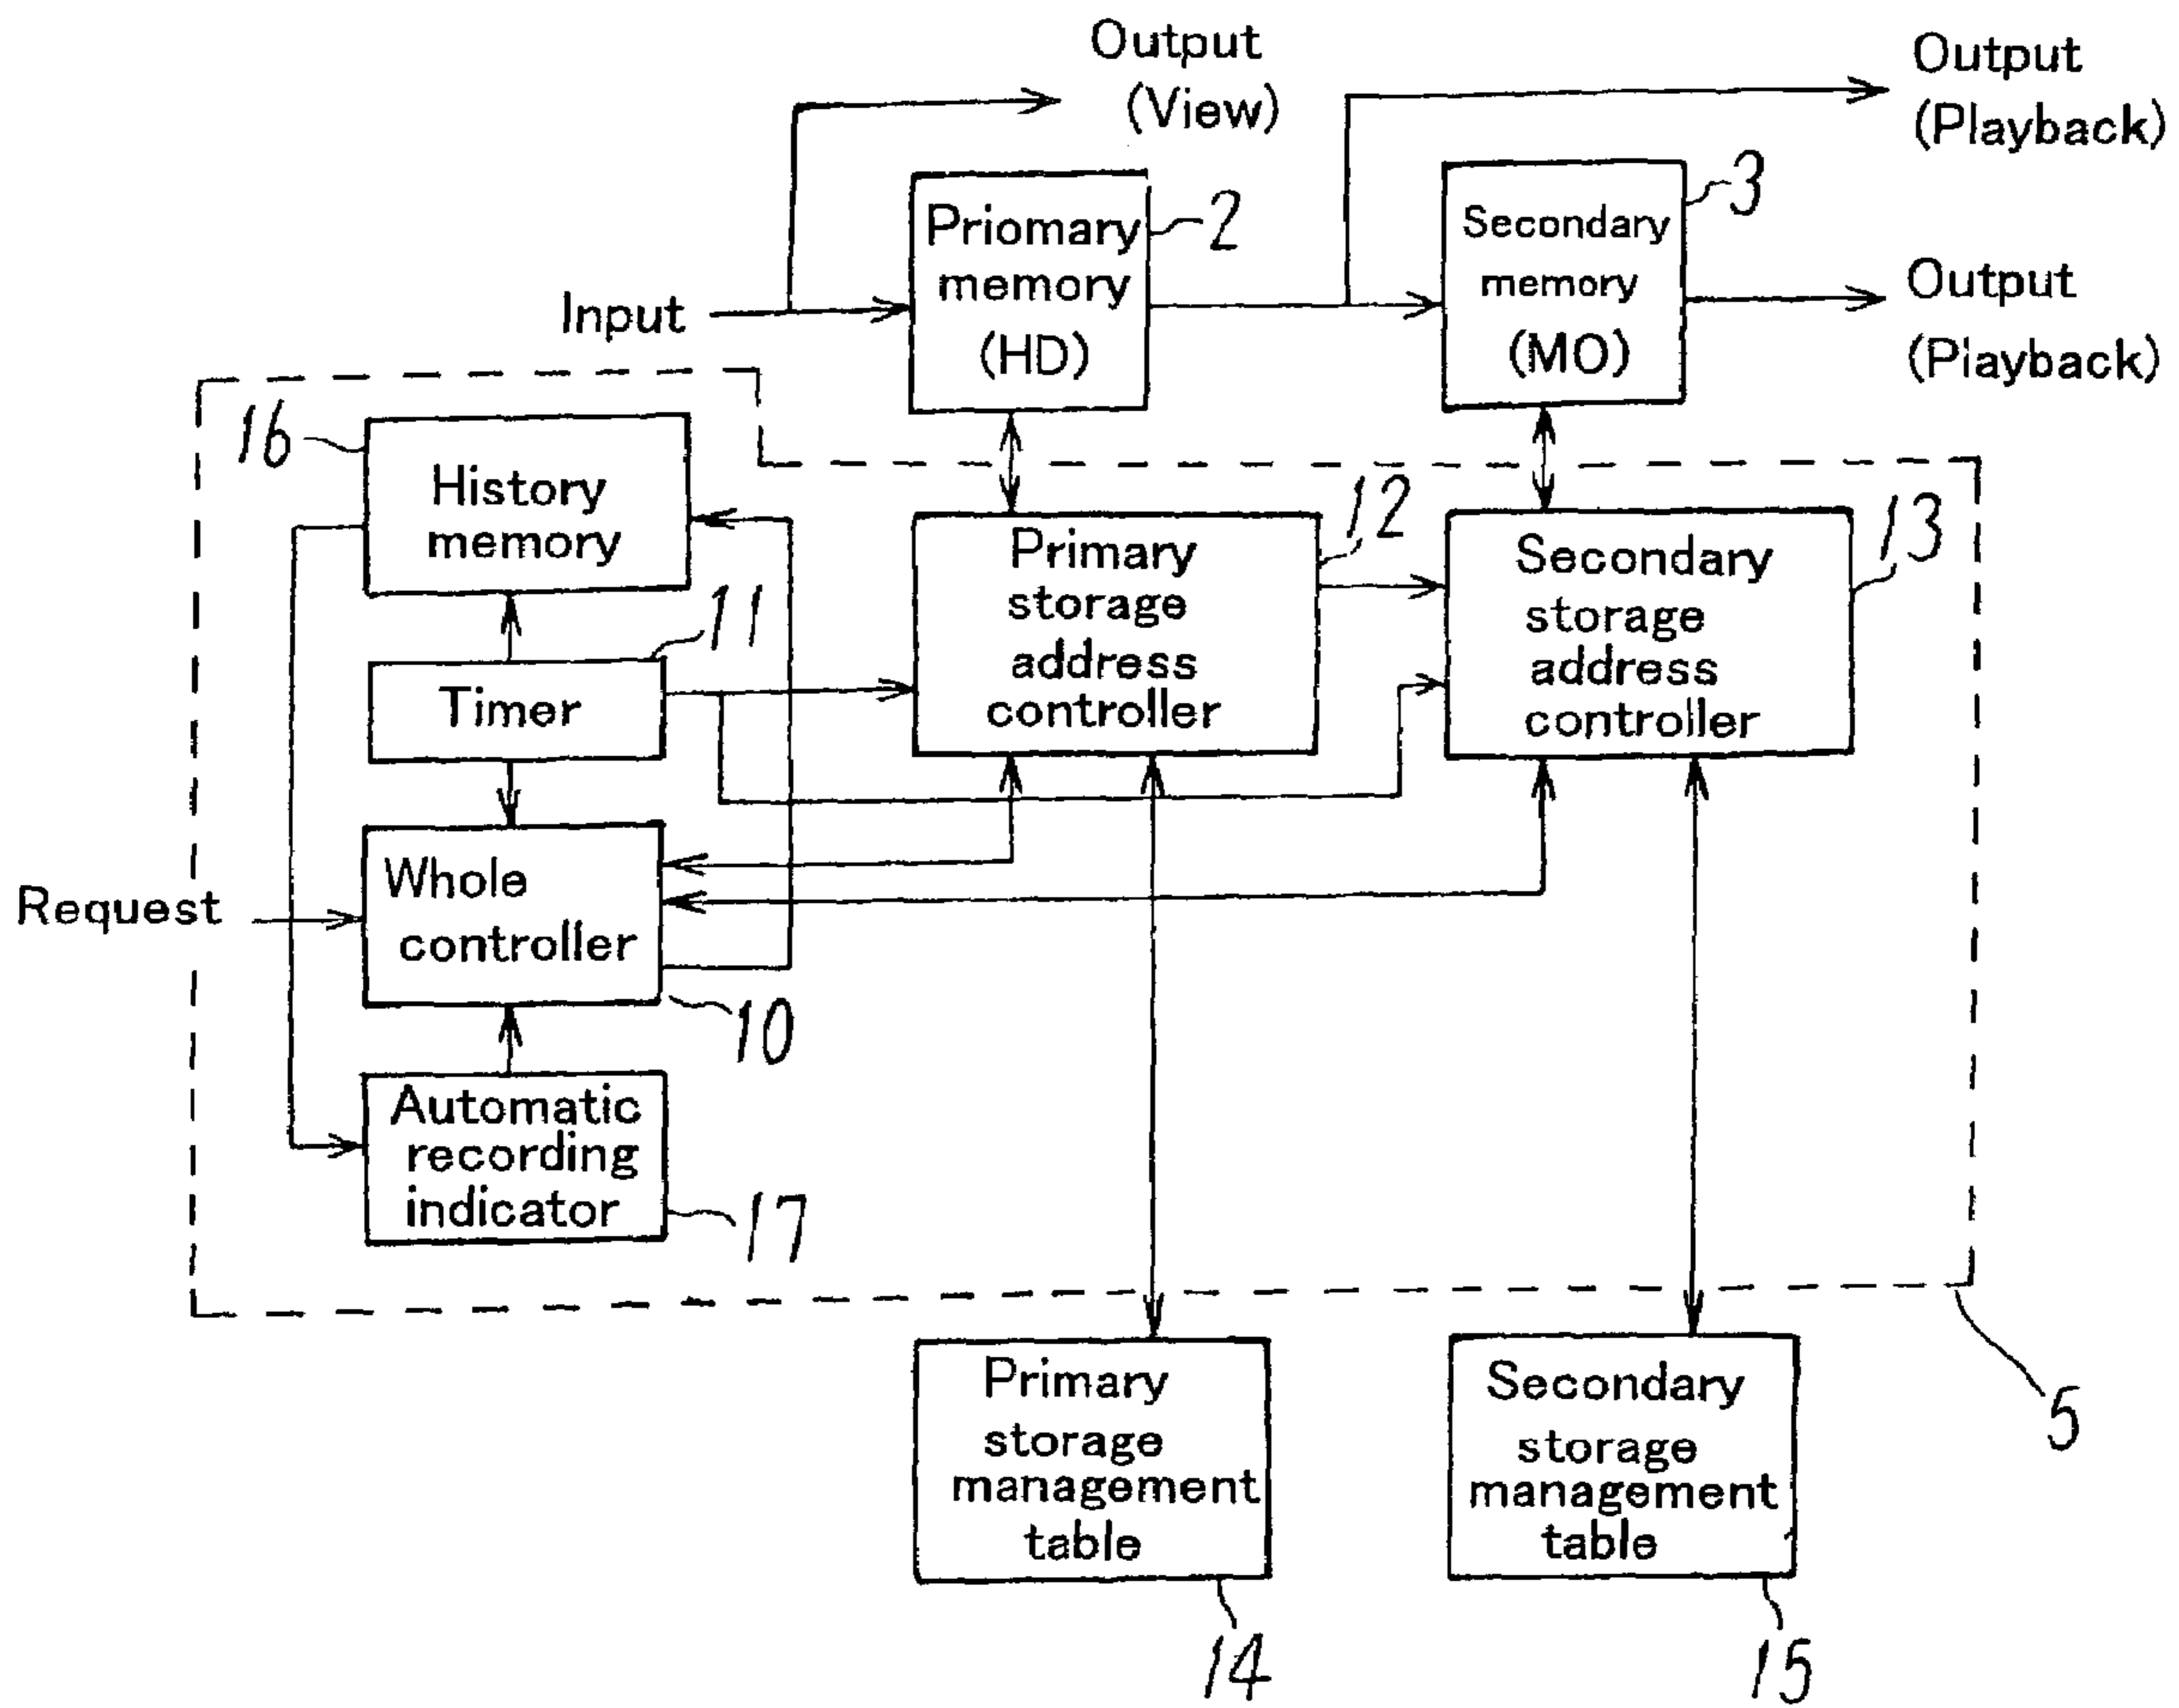 Output
(View)
Output
(Playback)
Priomary
memory
(HD)
2
Secondary
memory
(MO)
3
Input
Output
(Playback)
16
History
memory
11
Timer
Primary
storage
address
controller
12
Secondary
storage
address
controller
13
Request
Whole
controller
10
Automatic
recording
indicator
17
Primary
storage
management
table
14
Secondary
storage
management
table
15
5